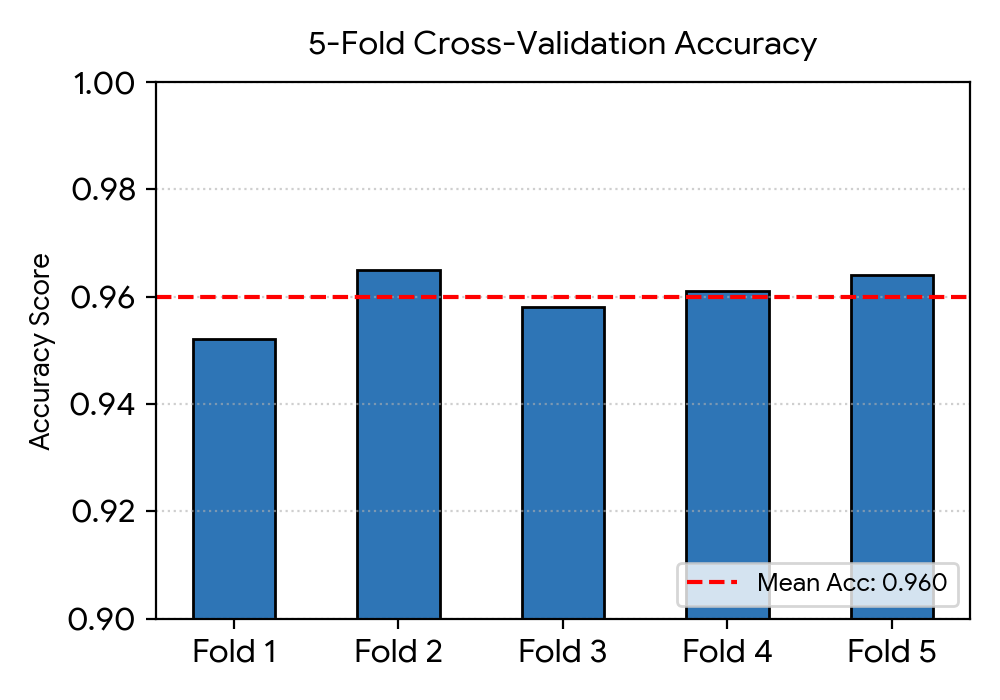 5-Fold Cross-Validation Accuracy
1.00
0.98
0.96
0.94
0.92
0.90
Accuracy Score
Mean Acc: 0.960
Fold 1 Fold 2 Fold 3 Fold 4 Fold 5